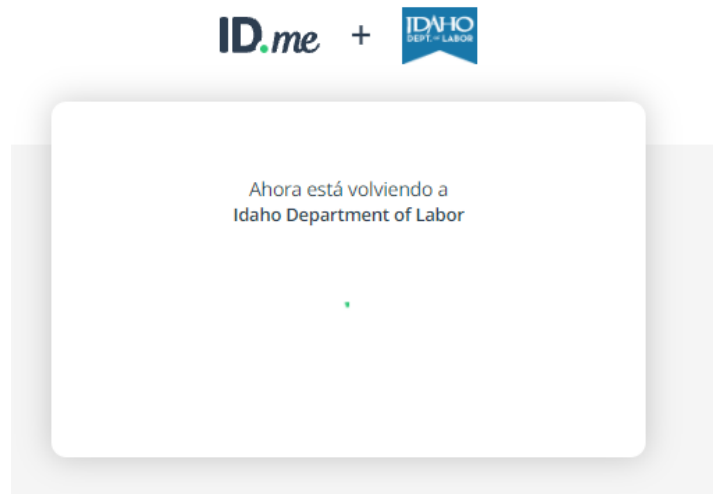 ID.me + IDAHO
DEPT. OF LABOR
Ahora está volviendo a
Idaho Department of Labor